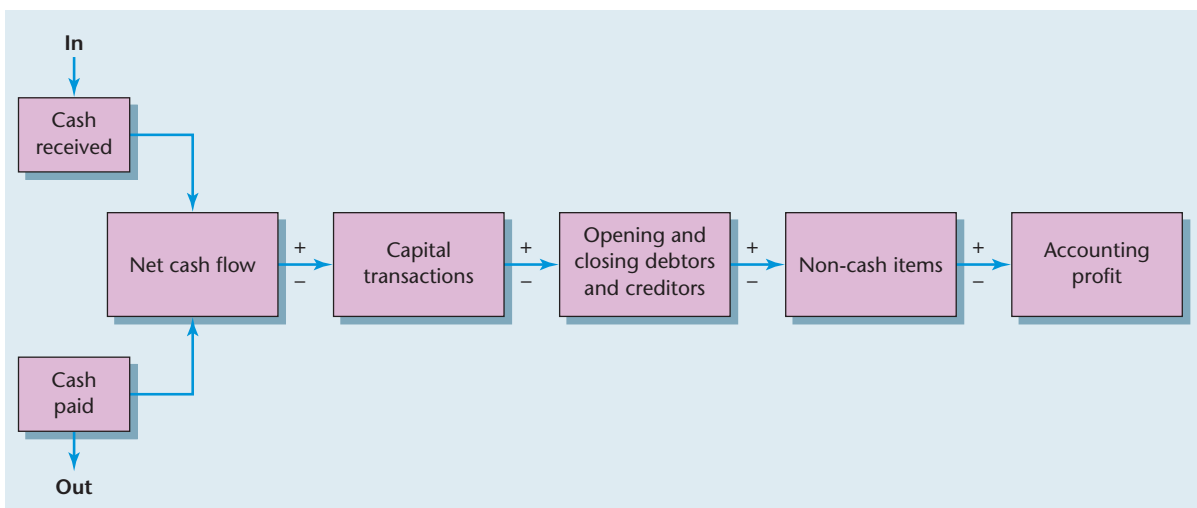 In
Cash
received
Net cash flow
+
−
Capital
transactions
+
−
Opening and
closing debtors
and creditors
+
−
Non-cash items
+
−
Accounting
profit
Cash
paid
Out